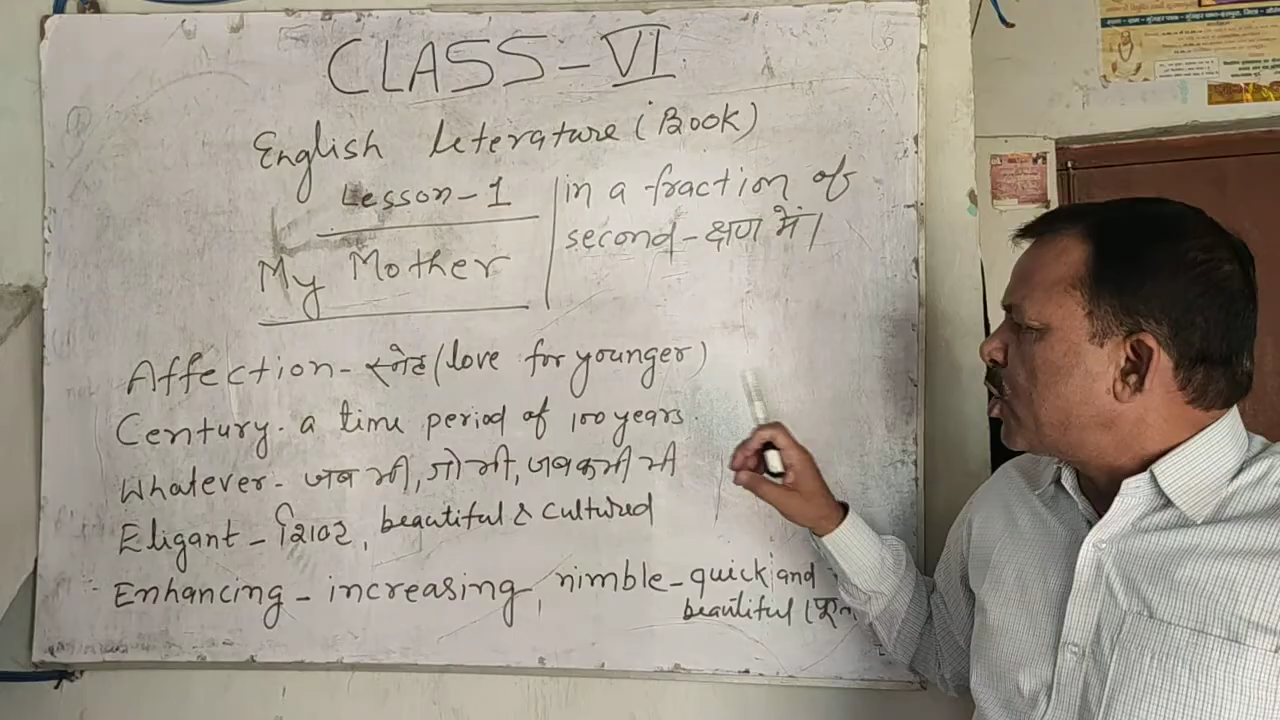 CLASS-VI
English leterature (Book)
Lesson-1
My Mother
in a fraction of
second-क्षण में।
Affection- स्नेह (love for younger)
Century- a time period of 100 years.
Whatever- जब भी, जो भी, जब कभी भी
Eligant - beautiful & cultured
Enhancing - increasing, nimble-quick and
beautiful